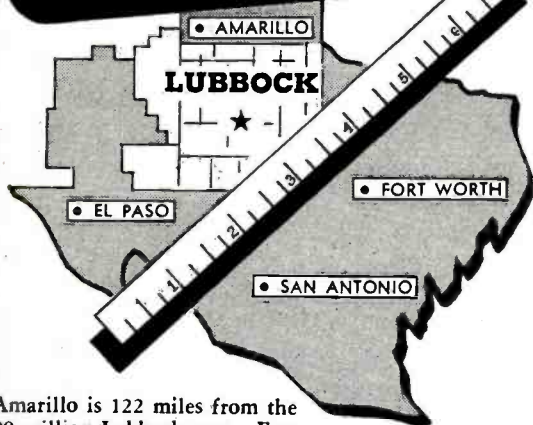 AMARILLO
LUBBOCK
EL PASO
FORT WORTH
SAN ANTONIO
1 2 3 4 5 6
Amarillo is 122 miles from the
million